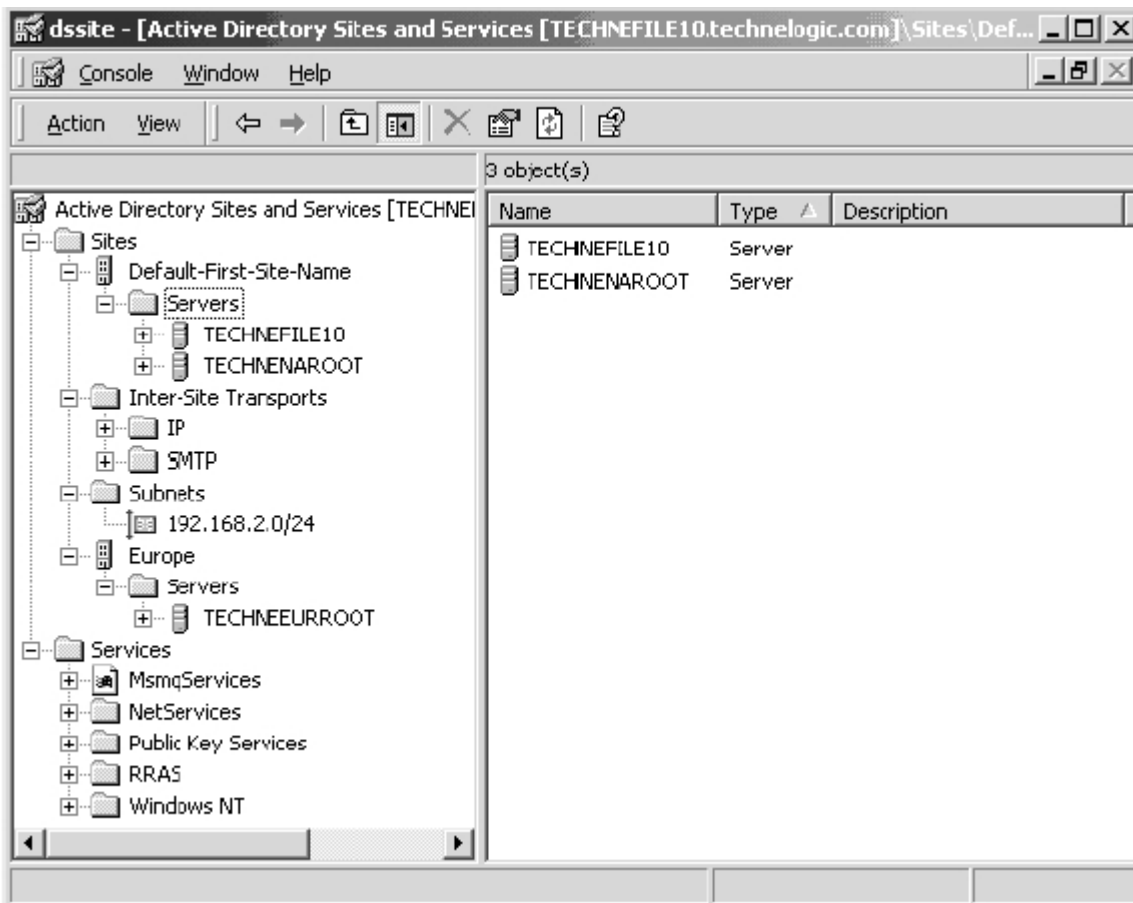 dssite - [Active Directory Sites and Services [TECHNEFILE10.technelogic.com]\Sites\Def...
Console Window Help
Action View
3 object(s)
Active Directory Sites and Services [TECHNEI
Name Type Description
Sites
Default-First-Site-Name
Servers
TECHNEFILE10
TECHNENAROOT
Inter-Site Transports
IP
SMTP
Subnets
192.168.2.0/24
Europe
Servers
TECHNEEURROOT
Services
MsmqServices
NetServices
Public Key Services
RRAS
Windows NT
TECHNEFILE10 Server
TECHNENAROOT Server